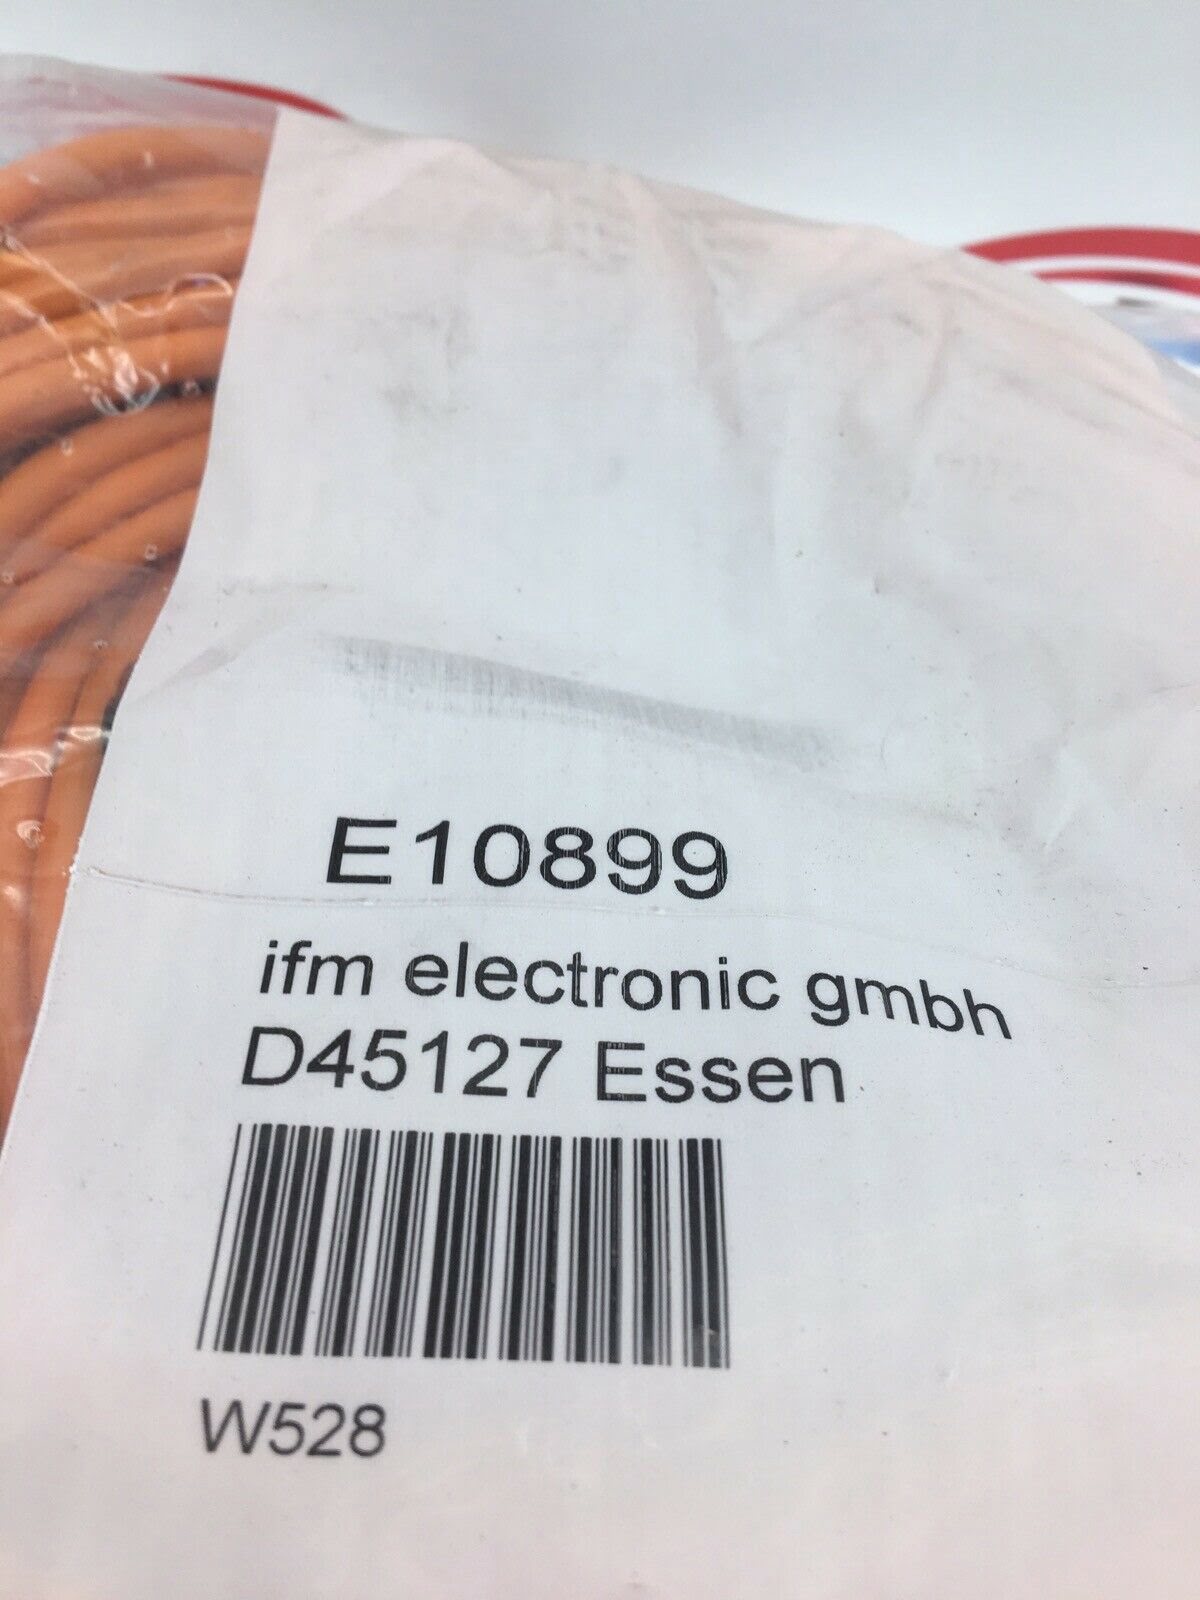 E10899
ifm electronic gmbh
D45127 Essen
W528